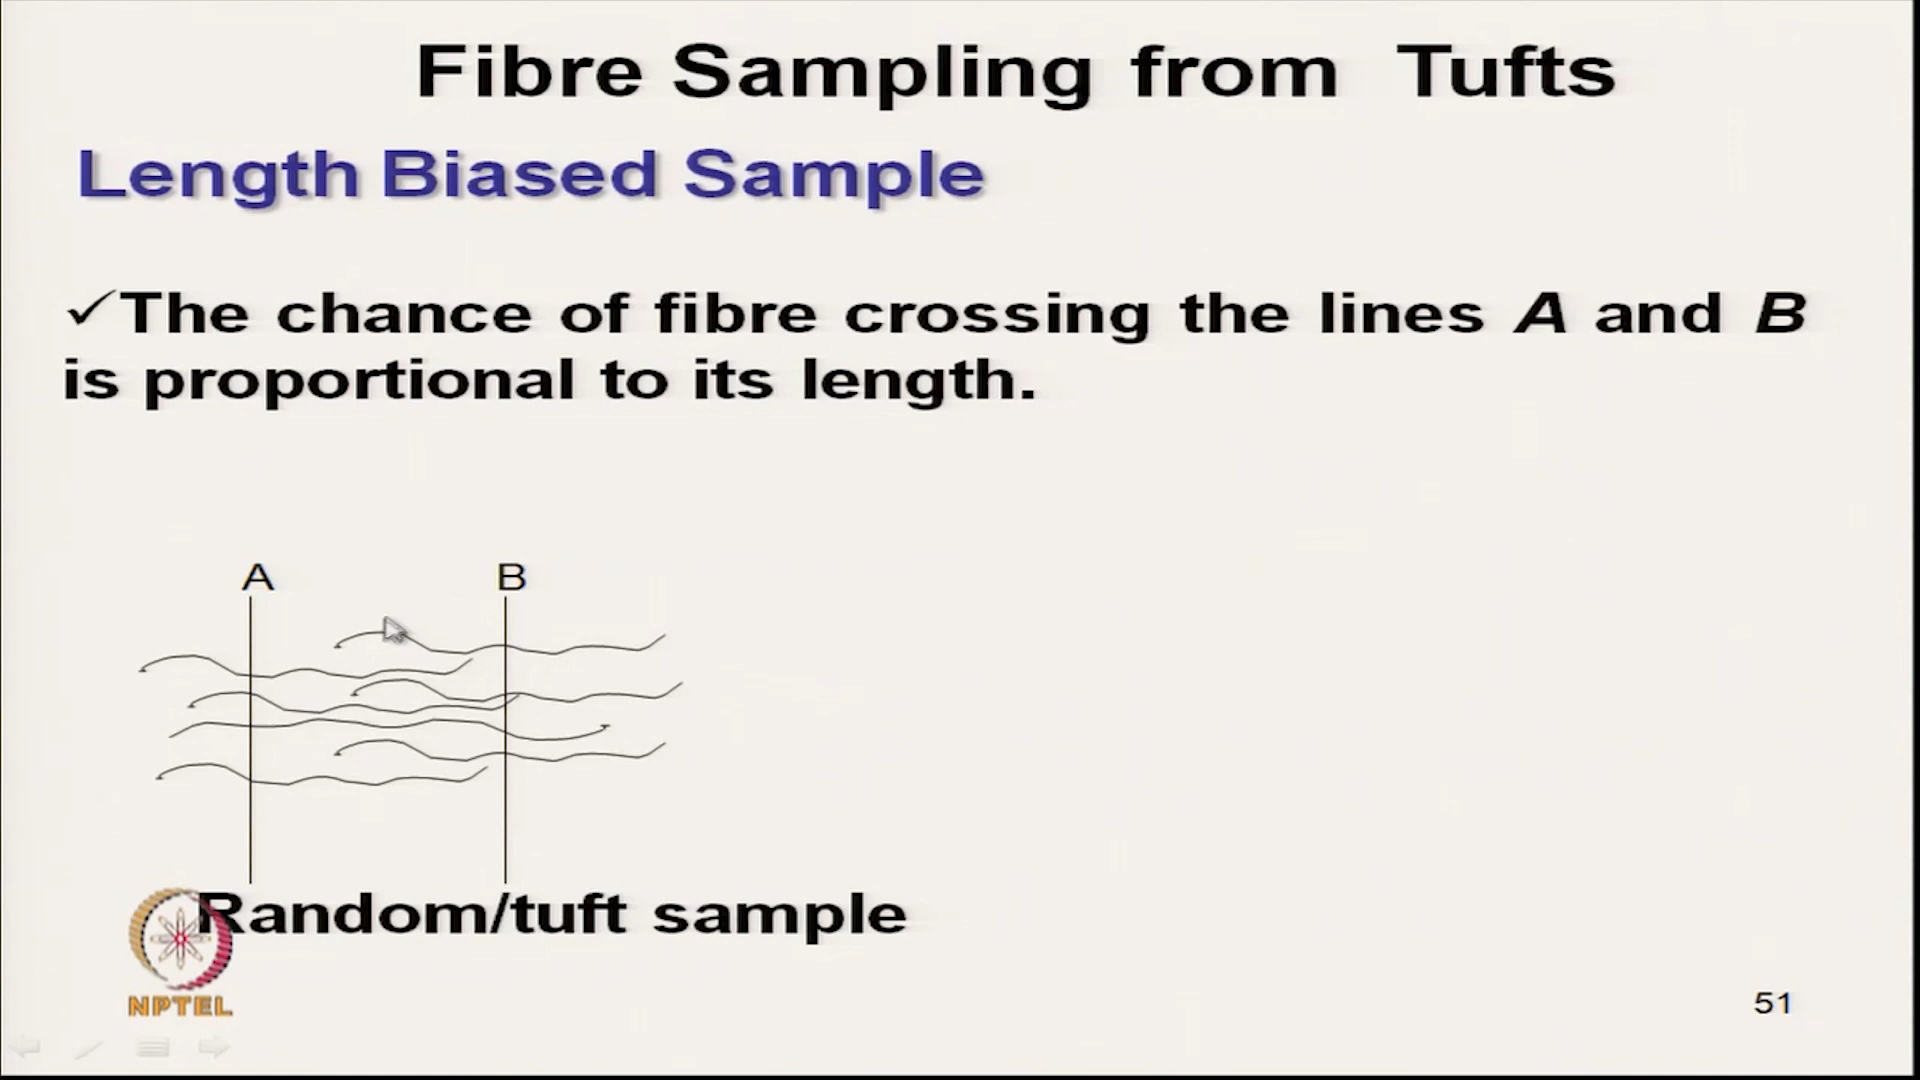 Fibre Sampling from Tufts
Length Biased Sample
✓The chance of fibre crossing the lines A and B
is proportional to its length.
A B
Random/tuft sample
NPTEL
51